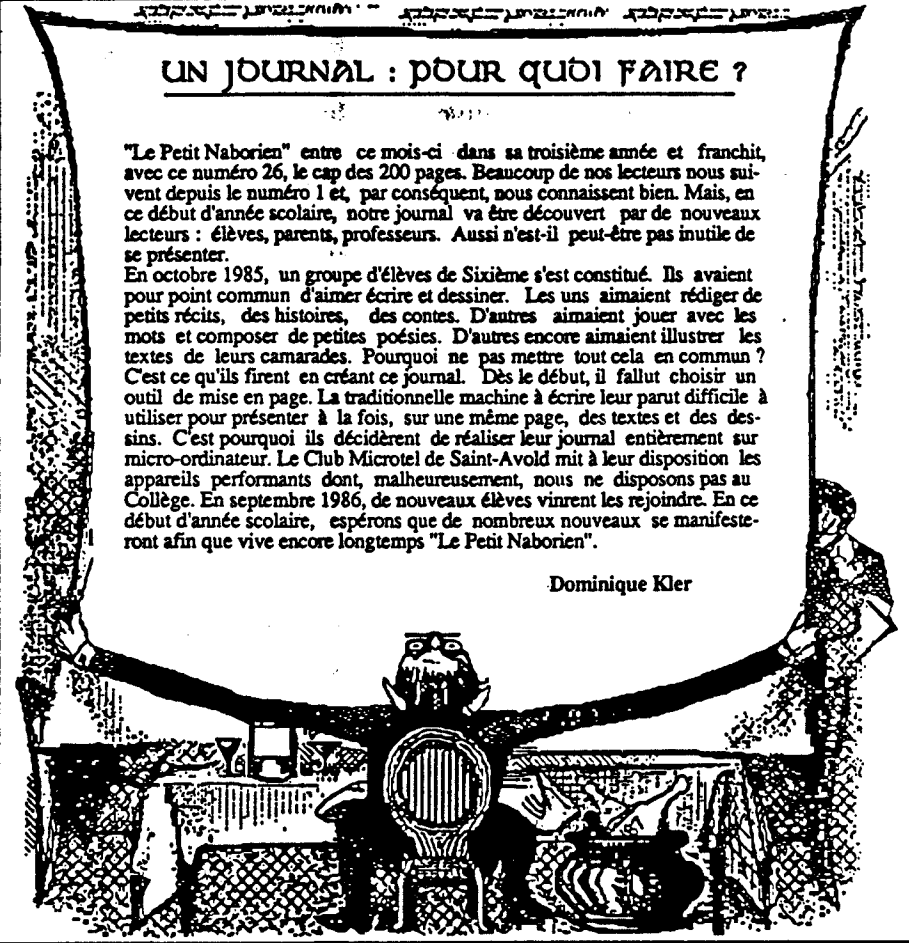 UN JOURNAL : POUR QUOI FAIRE ?
"Le Petit Naborien" entre ce mois-ci dans sa troisième année et franchit,
avec ce numéro 26, le cap des 200 pages. Beaucoup de nos lecteurs nous sui-
vent depuis le numéro 1 et, par conséquent, nous connaissent bien. Mais, en
ce début d'année scolaire, notre journal va être découvert par de nouveaux
lecteurs : élèves, parents, professeurs. Aussi n'est-il peut-être pas inutile de
se présenter.
En octobre 1985, un groupe d'élèves de Sixième s'est constitué. Ils avaient
pour point commun d'aimer écrire et dessiner. Les uns aimaient rédiger de
petits récits, des histoires, des contes. D'autres aimaient jouer avec les
mots et composer de petites poésies. D'autres encore aimaient illustrer les
textes de leurs camarades. Pourquoi ne pas mettre tout cela en commun ?
C'est ce qu'ils firent en créant ce journal. Dès le début, il fallut choisir un
outil de mise en page. La traditionnelle machine à écrire leur parut difficile à
utiliser pour présenter à la fois, sur une même page, des textes et des des-
sins. C'est pourquoi ils décidèrent de réaliser leur journal entièrement sur
micro-ordinateur. Le Club Microtel de Saint-Avold mit à leur disposition les
appareils performants dont, malheureusement, nous ne disposons pas au
Collège. En septembre 1986, de nouveaux élèves vinrent les rejoindre. En ce
début d'année scolaire, espérons que de nombreux nouveaux se manifeste-
ront afin que vive encore longtemps "Le Petit Naborien".
Dominique Kler